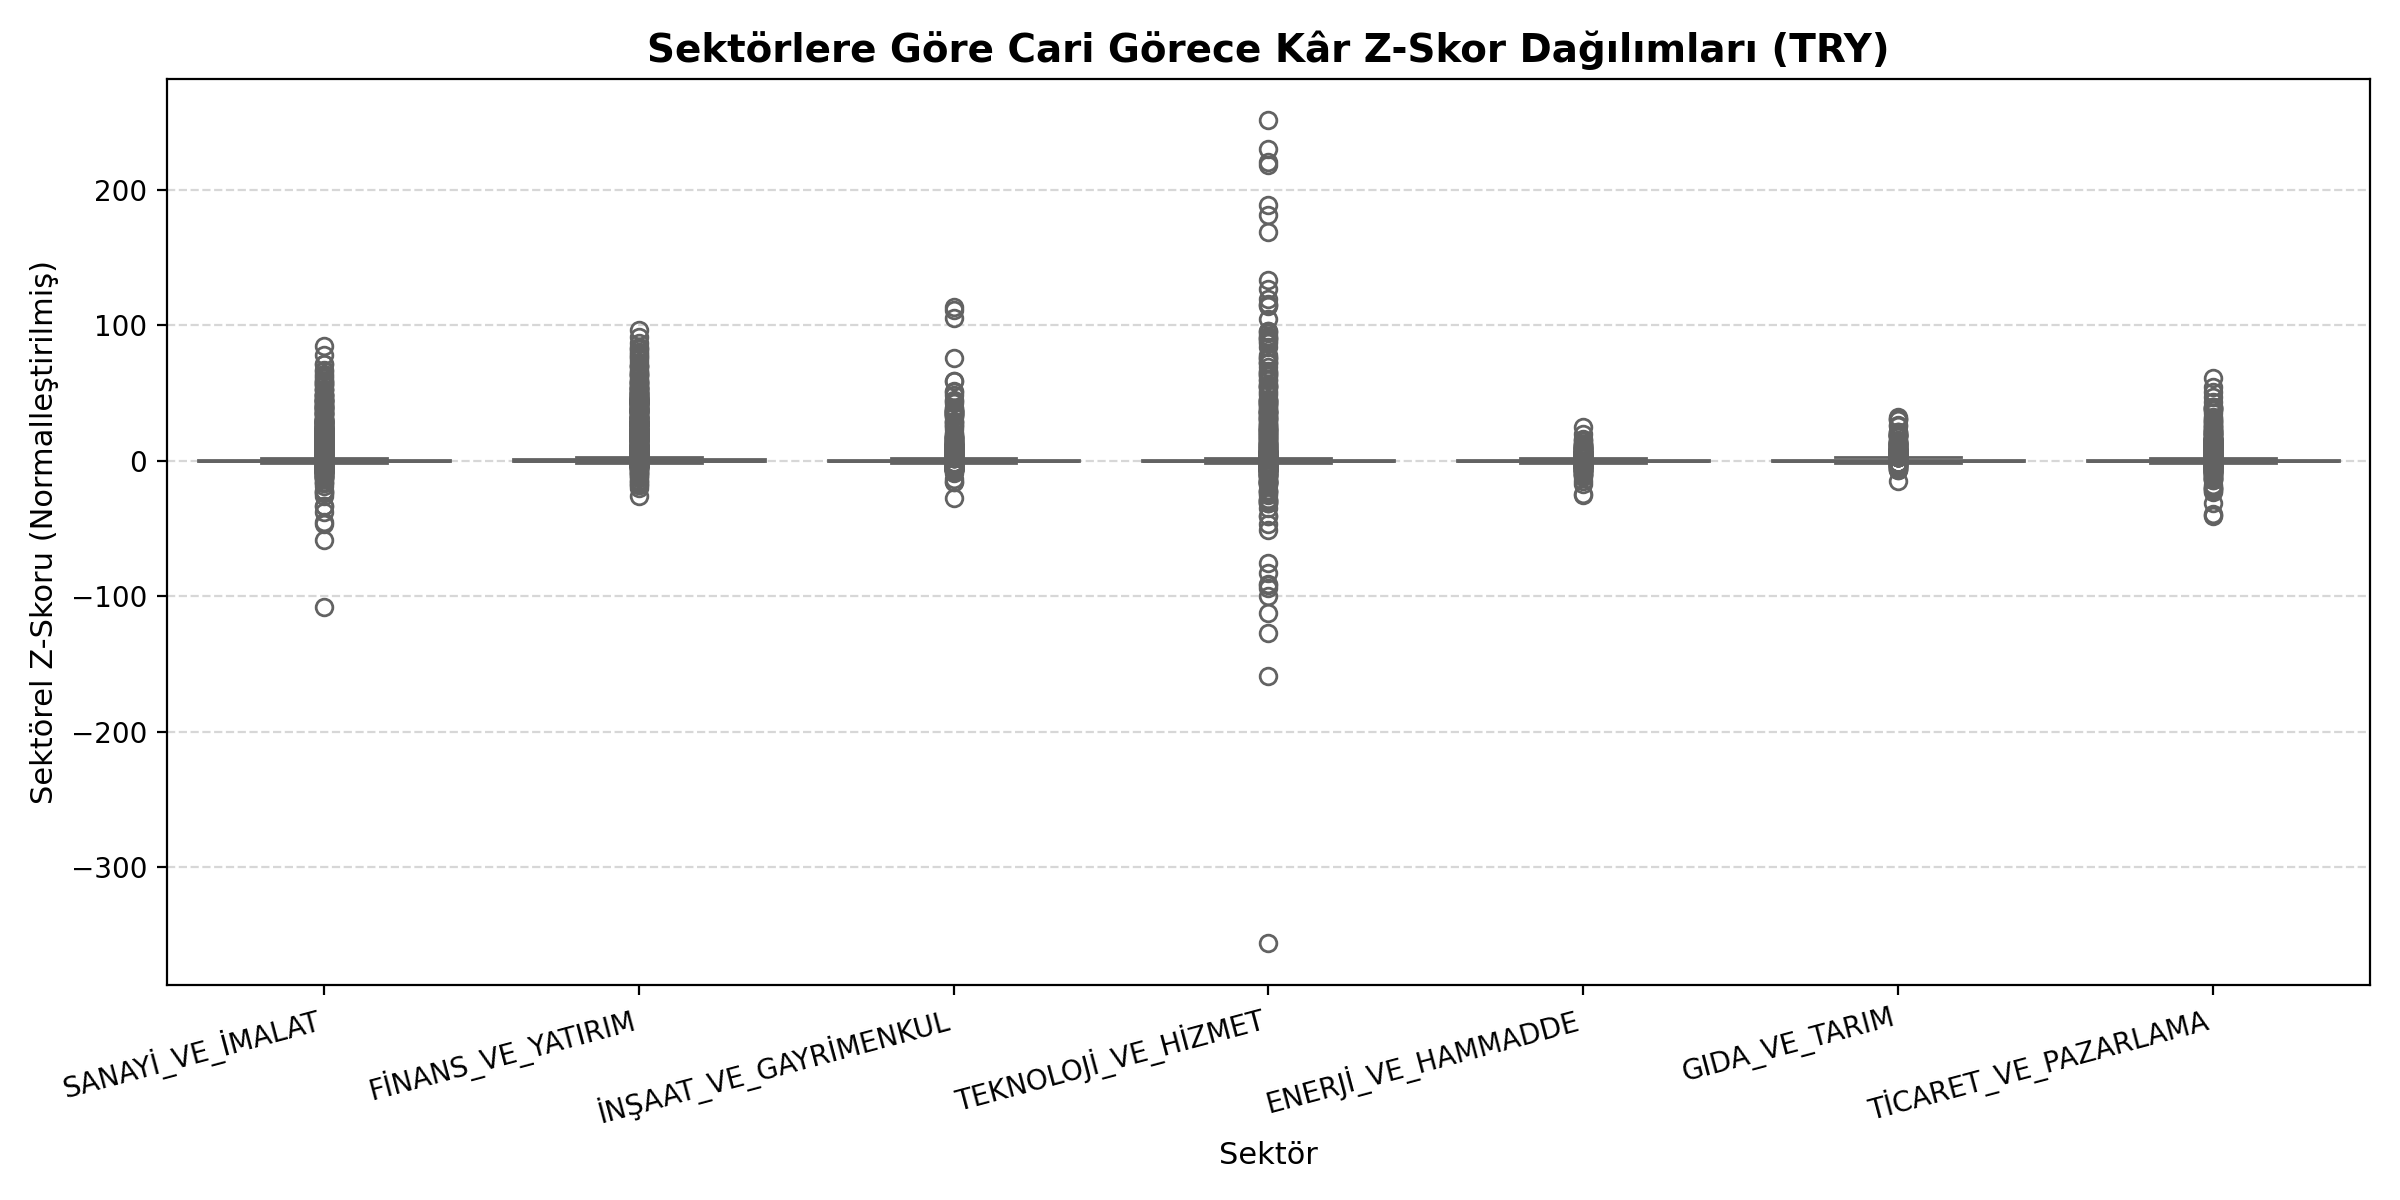 Sektörlere Göre Cari Görece Kâr Z-Skor Dağılımları (TRY)
Sektörel Z-Skoru (Normalleştirilmiş)
200
100
0
−100
−200
−300
SANAYİ_VE_İMALAT
FİNANS_VE_YATIRIM
İNŞAAT_VE_GAYRİMENKUL
TEKNOLOJİ_VE_HİZMET
ENERJİ_VE_HAMMADDE
GIDA_VE_TARIM
TİCARET_VE_PAZARLAMA
Sektör